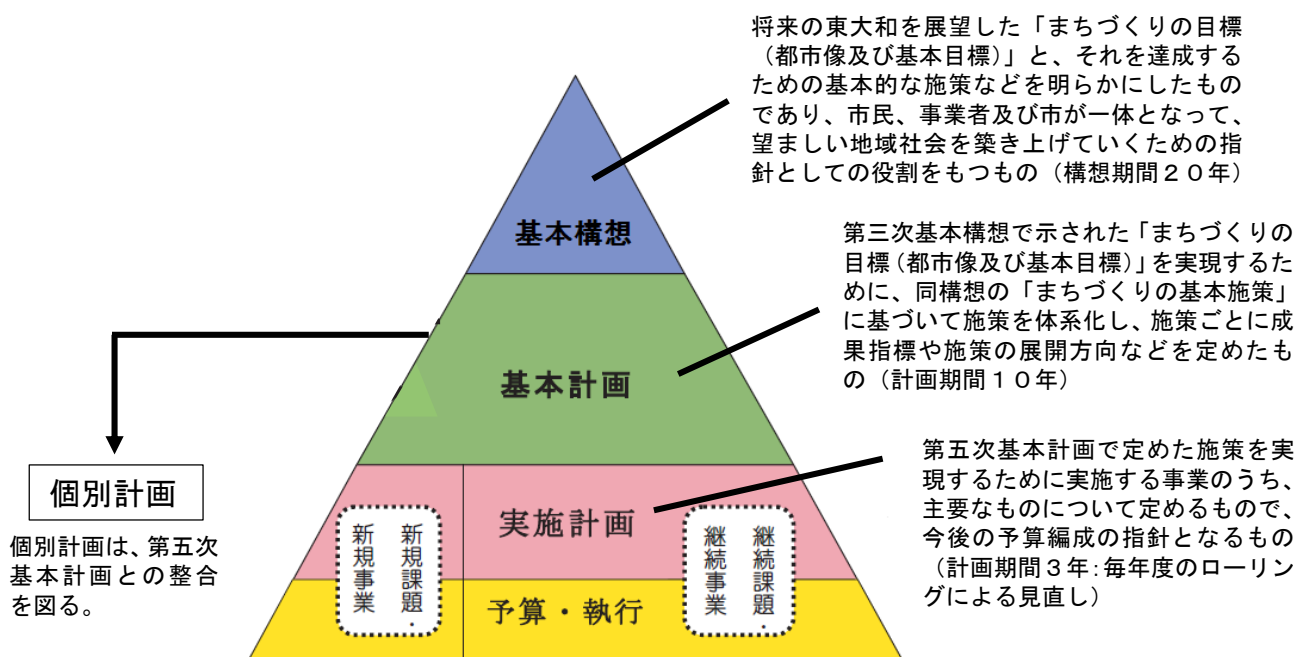 将来の東大和を展望した「まちづくりの目標
（都市像及び基本目標）」と、それを達成する
ための基本的な施策などを明らかにしたもの
であり、市民、事業者及び市が一体となって、
望ましい地域社会を築き上げていくための指
針としての役割をもつもの（構想期間２０年）
基本構想
第三次基本構想で示された「まちづくりの
目標（都市像及び基本目標）」を実現するた
めに、同構想の「まちづくりの基本施策」
に基づいて施策を体系化し、施策ごとに成
果指標や施策の展開方向などを定めたも
の（計画期間１０年）
基本計画
個別計画
個別計画は、第五次
基本計画との整合
を図る。
第五次基本計画で定めた施策を実
現するために実施する事業のうち、
主要なものについて定めるもので、
今後の予算編成の指針となるもの
（計画期間３年：毎年度のローリン
グによる見直し）
実施計画
新規課題・
新規事業
継続課題・
継続事業
予算・執行